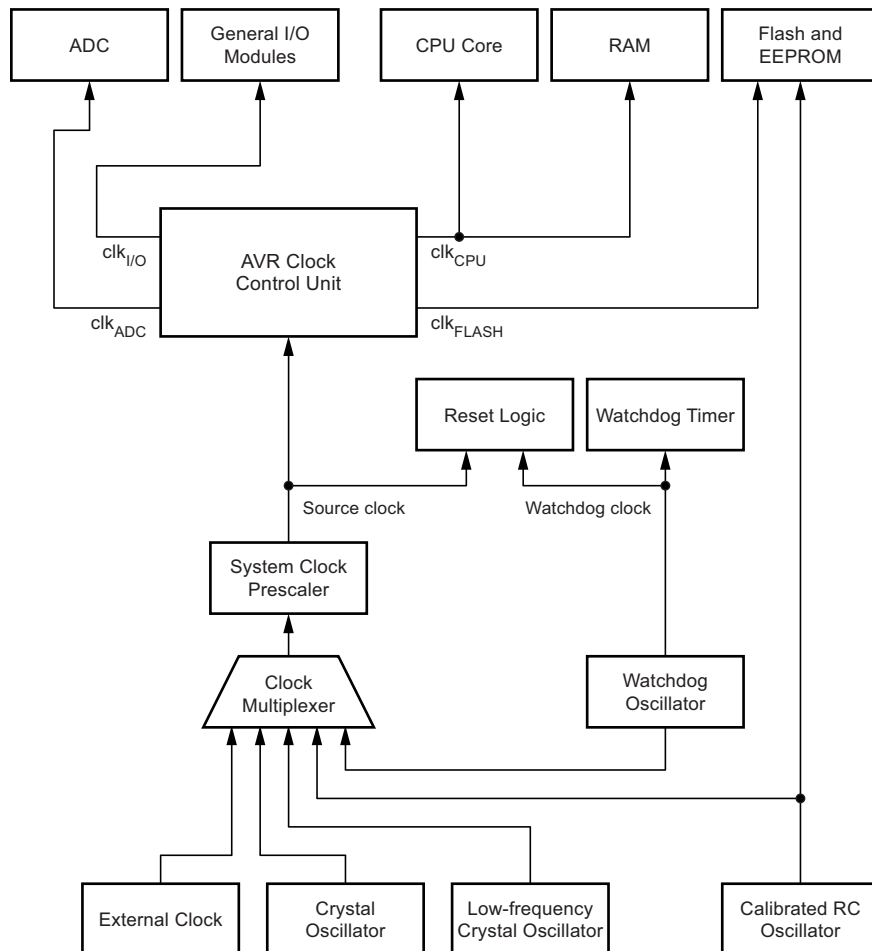 ADC
General I/O
Modules
CPU Core
RAM
Flash and
EEPROM
clkI/O
AVR Clock
Control Unit
clkCPU
clkADC
clkFLASH
Reset Logic
Watchdog Timer
Source clock
Watchdog clock
System Clock
Prescaler
Clock
Multiplexer
Watchdog
Oscillator
External Clock
Crystal
Oscillator
Low-frequency
Crystal Oscillator
Calibrated RC
Oscillator